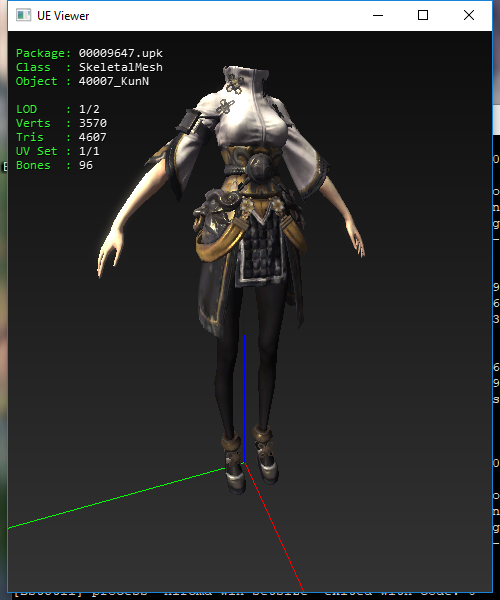 UE Viewer
Package: 00009647.upk
Class : SkeletalMesh
Object : 40007_KunN
LOD : 1/2
Verts : 3570
Tris : 4607
UV Set : 1/1
Bones : 96